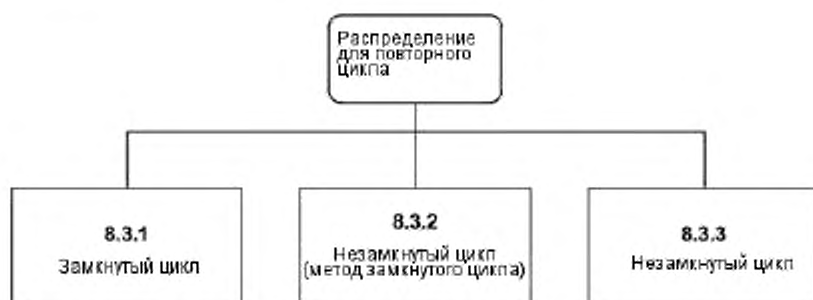 Распределение
для повторного
цикла
8.3.1
Замкнутый цикл
8.3.2
Незамкнутый цикл
(метод замкнутого цикла)
8.3.3
Незамкнутый цикл